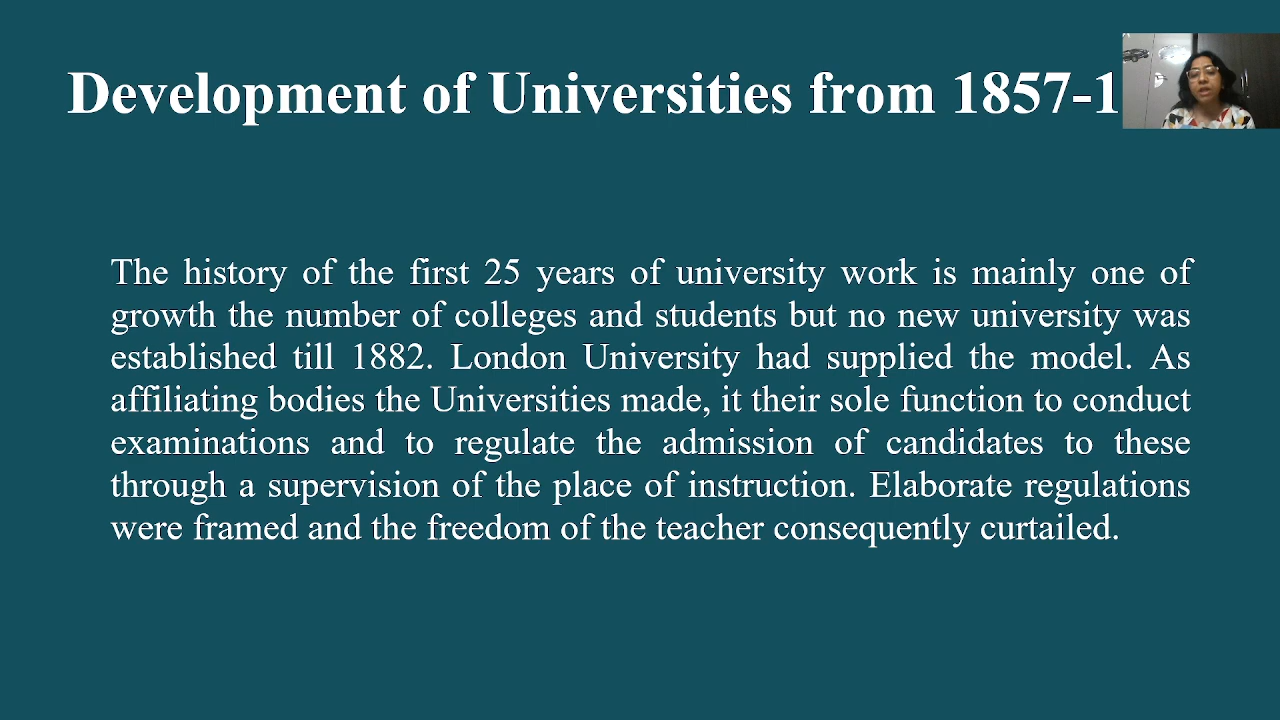 Development of Universities from 1857-1
The history of the first 25 years of university work is mainly one of
growth the number of colleges and students but no new university was
established till 1882. London University had supplied the model. As
affiliating bodies the Universities made, it their sole function to conduct
examinations and to regulate the admission of candidates to these
through a supervision of the place of instruction. Elaborate regulations
were framed and the freedom of the teacher consequently curtailed.